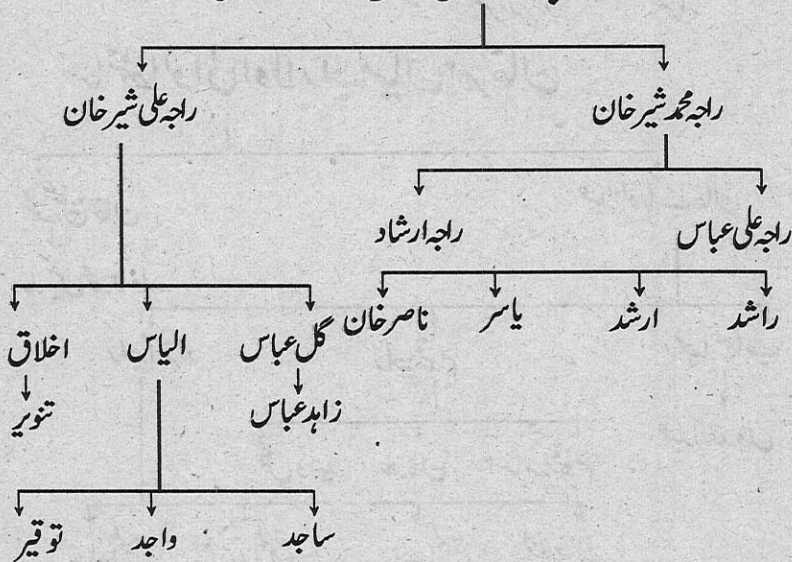 راجہ محمد شیر خان راجہ علی شیر خان
راجہ علی عباس راجہ ارشاد
راشد ارشد یاسر ناصر خان گل عباس الیاس اخلاق
زاہد عباس تنویر
ساجد واجد توقیر